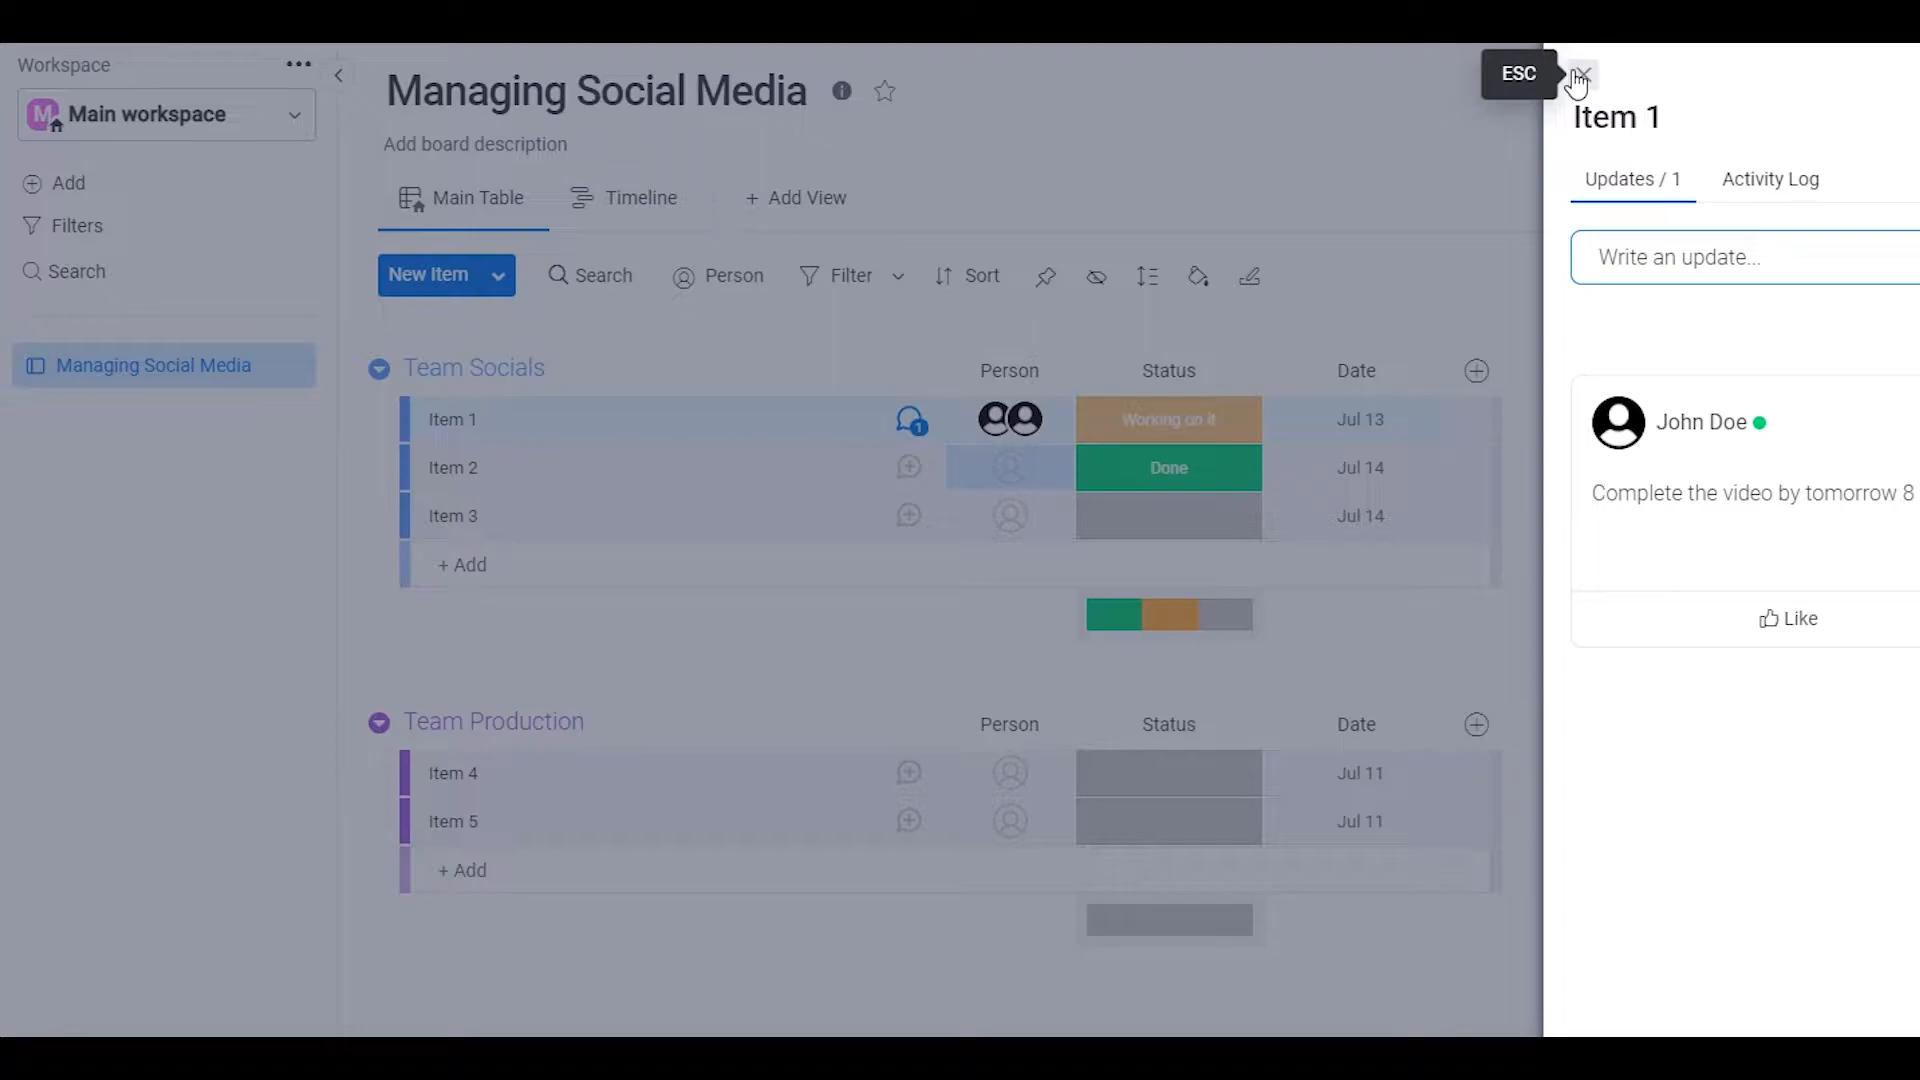 Workspace
M Main workspace
Add
Filters
Search
Managing Social Media
Managing Social Media
Add board description
Main Table Timeline + Add View
New Item Search Person Filter Sort
Team Socials Person Status Date
Item 1 1 Working on it Jul 13
Item 2 Done Jul 14
Item 3 Jul 14
+ Add
Team Production Person Status Date
Item 4 Jul 11
Item 5 Jul 11
+ Add
ESC
Item 1
Updates / 1 Activity Log
Write an update...
John Doe
Complete the video by tomorrow 8
Like